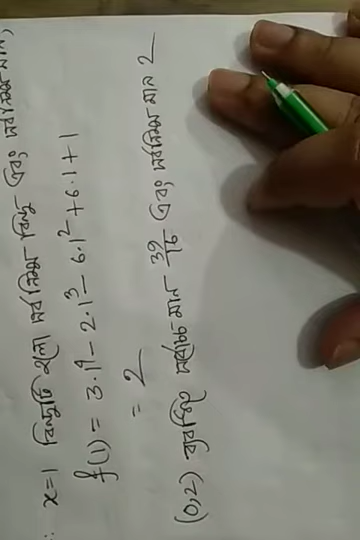 ∴ x=1 বিন্দুটি হলো সর্বনিম্ন বিন্দু এবং সর্বনিম্ন মান,
f(1) = 3·1⁴ - 2·1³ - 6·1² + 6·1 + 1
= 2
(0,2) ব্যবধিতে সর্বোচ্চ মান 39/16 এবং সর্বনিম্ন মান 2